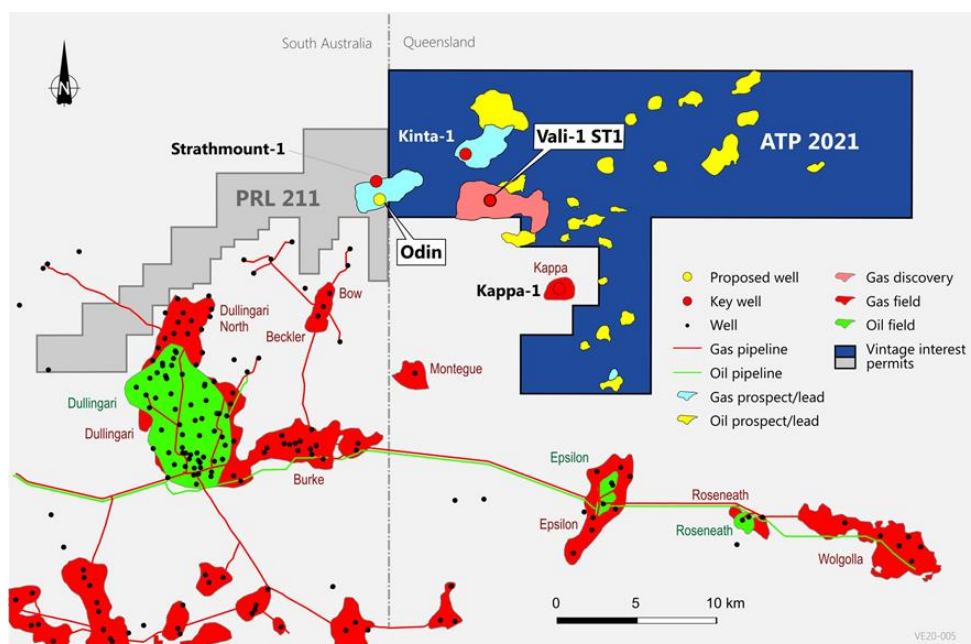 South Australia
Queensland
N
Kinta-1
Vali-1 ST1
ATP 2021
Strathmount-1
PRL 211
Odin
Kappa
Kappa-1
Bow
Beckler
Dullingari
North
Montegue
Dullingari
Dullingari
Burke
Epsilon
Epsilon
Roseneath
Roseneath
Wolgolla
Proposed well
Key well
Well
Gas pipeline
Oil pipeline
Gas prospect/lead
Oil prospect/lead
Gas discovery
Gas field
Oil field
Vintage interest
permits
0 5 10 km
VE20-005